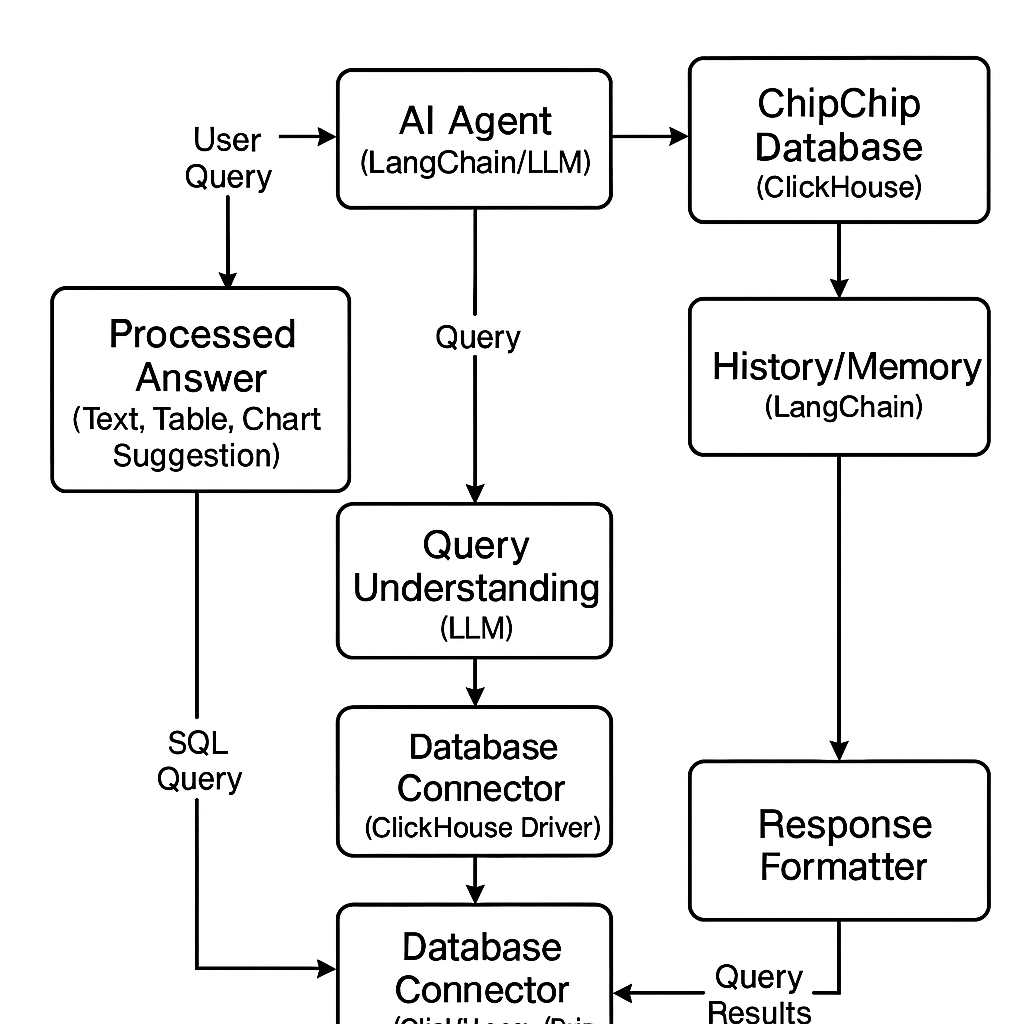 User
Query
AI Agent
(LangChain/LLM)
ChipChip
Database
(ClickHouse)
Processed
Answer
(Text, Table, Chart
Suggestion)
Query
History/Memory
(LangChain)
Query
Understanding
(LLM)
SQL
Query
Database
Connector
(ClickHouse Driver)
Response
Formatter
Database
Connector
Query
Results